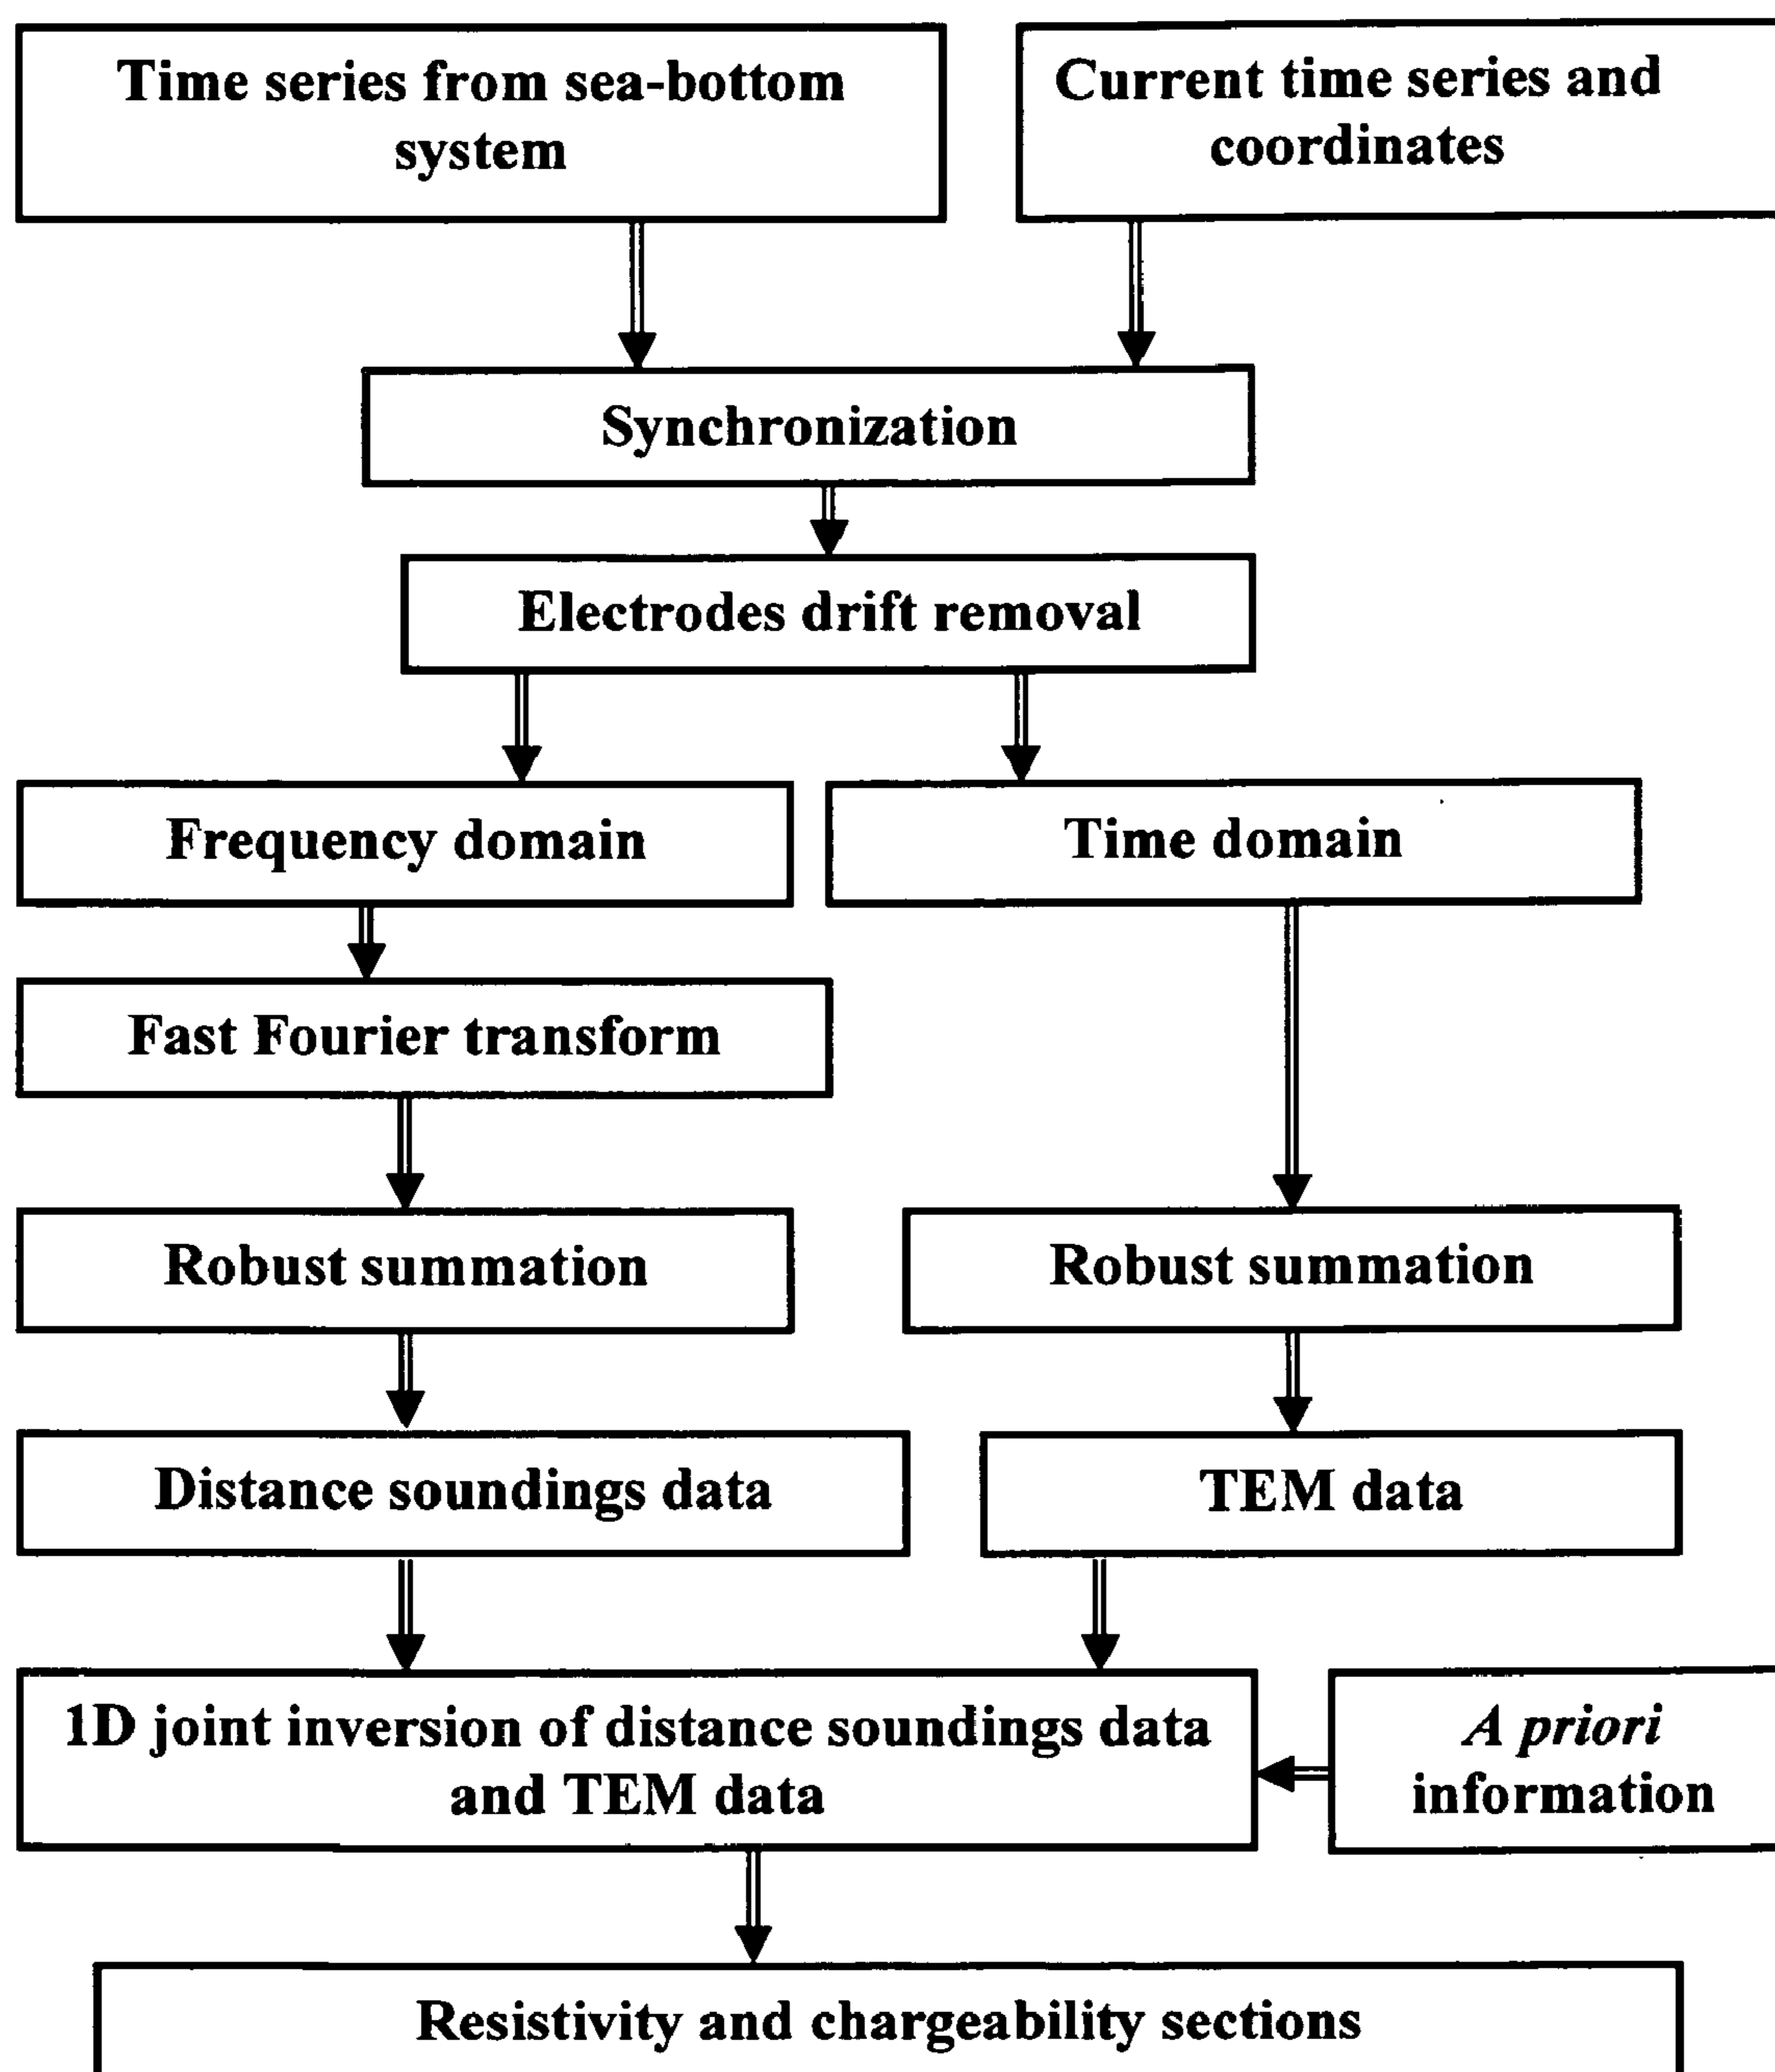 Time series from sea-bottom
system
Current time series and
coordinates
Synchronization
Electrodes drift removal
Frequency domain
Time domain
Fast Fourier transform
Robust summation
Robust summation
Distance soundings data
TEM data
1D joint inversion of distance soundings data
and TEM data
A priori
information
Resistivity and chargeability sections